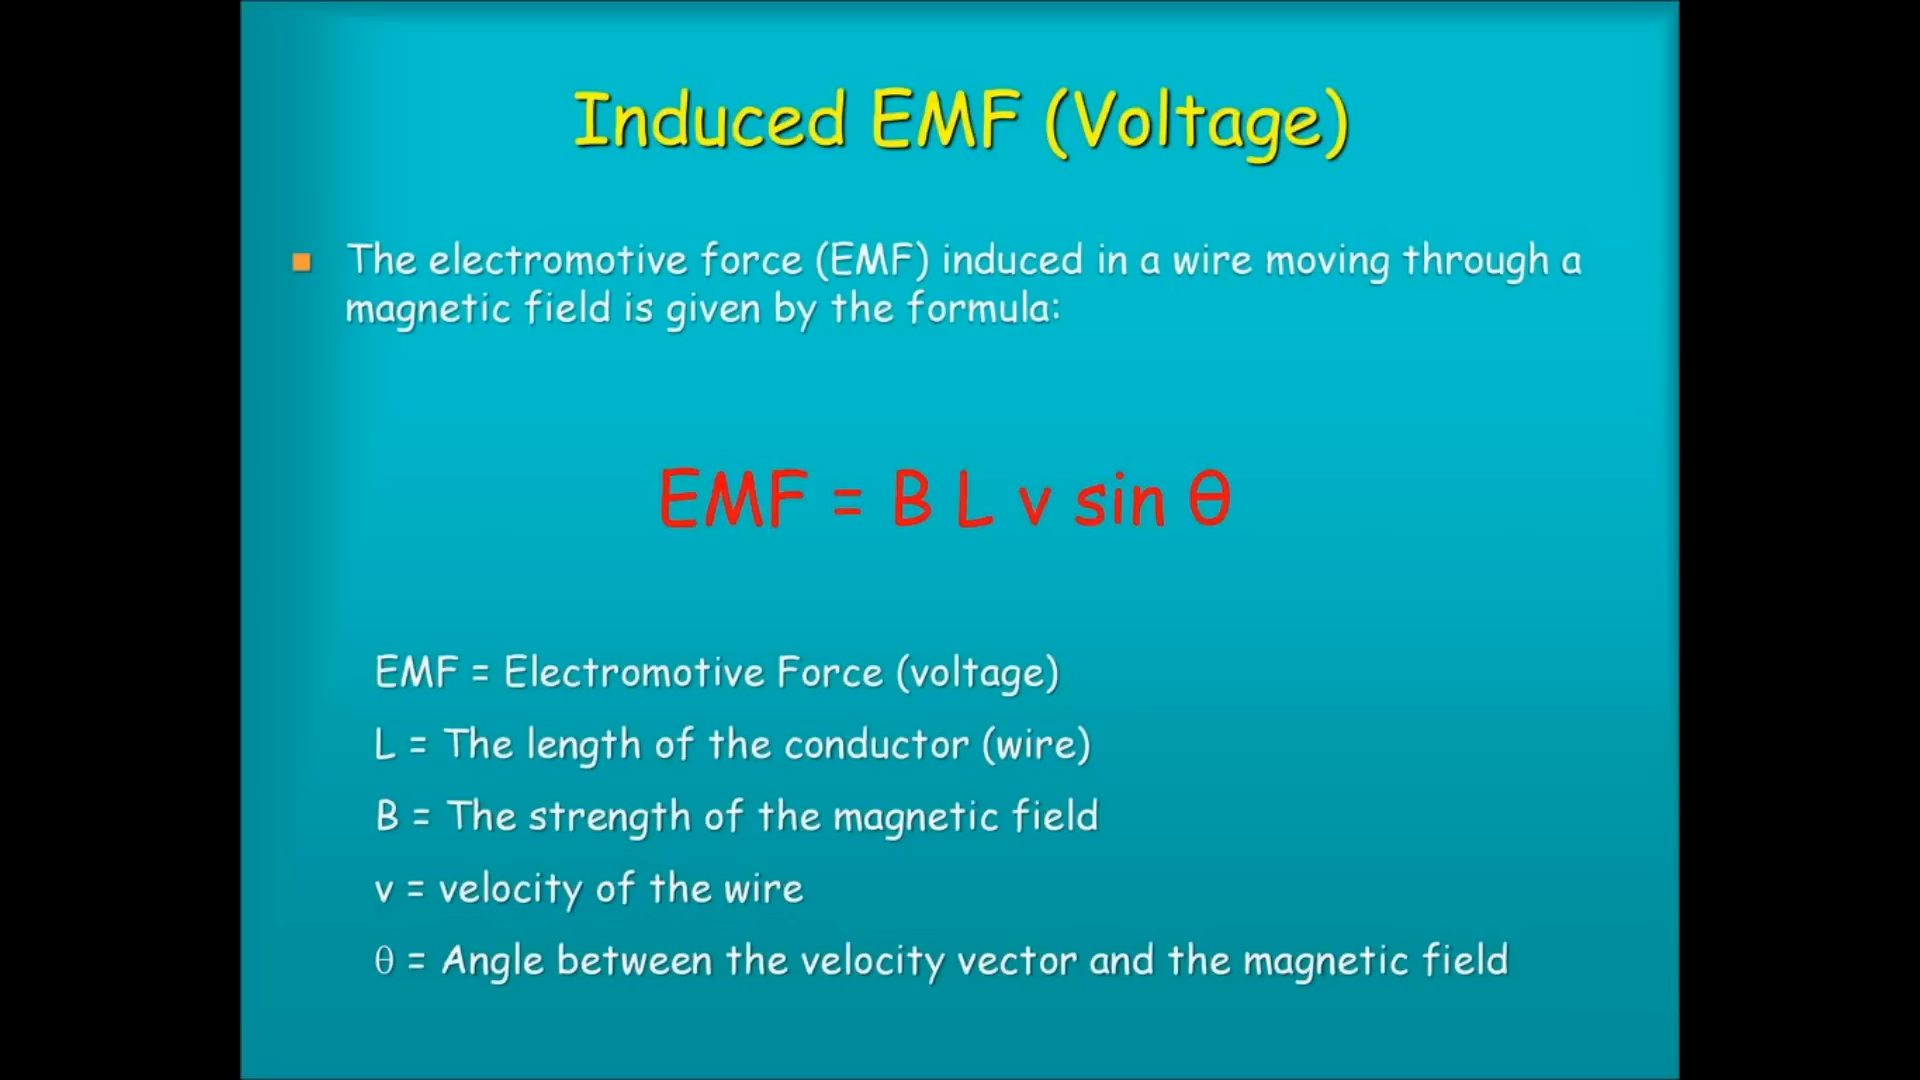 Induced EMF (Voltage)
The electromotive force (EMF) induced in a wire moving through a
magnetic field is given by the formula:
EMF = B L v sin θ
EMF = Electromotive Force (voltage)
L = The length of the conductor (wire)
B = The strength of the magnetic field
v = velocity of the wire
θ = Angle between the velocity vector and the magnetic field